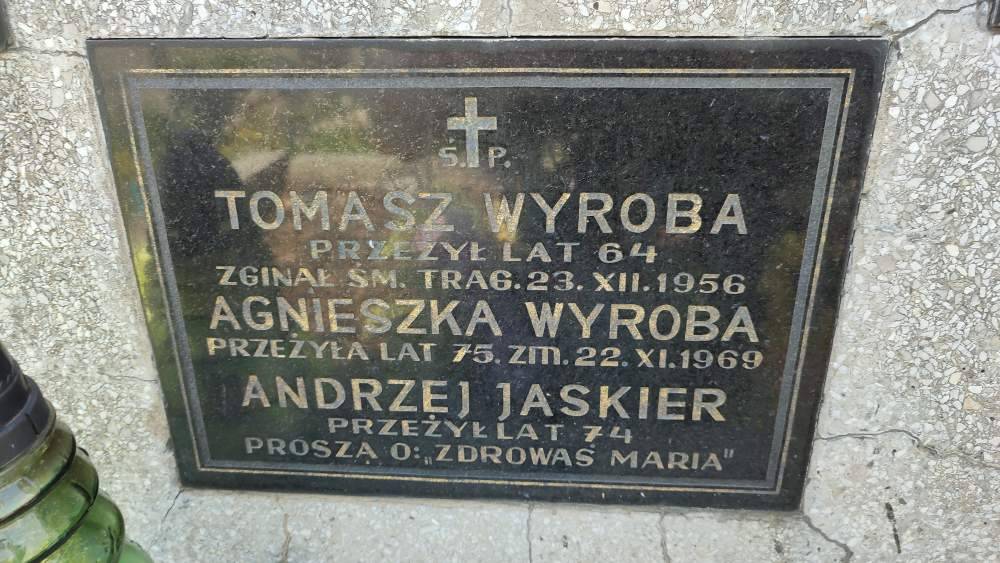 Ś. P.
TOMASZ WYROBA
PRZEŻYŁ LAT 64
ZGINĄŁ ŚM. TRAG. 23. XII. 1956
AGNIESZKA WYROBA
PRZEŻYŁA LAT 75. ZM. 22. XI. 1969
ANDRZEJ JASKIER
PRZEŻYŁ LAT 74
PROSZĄ O: „ZDROWAŚ MARIA"